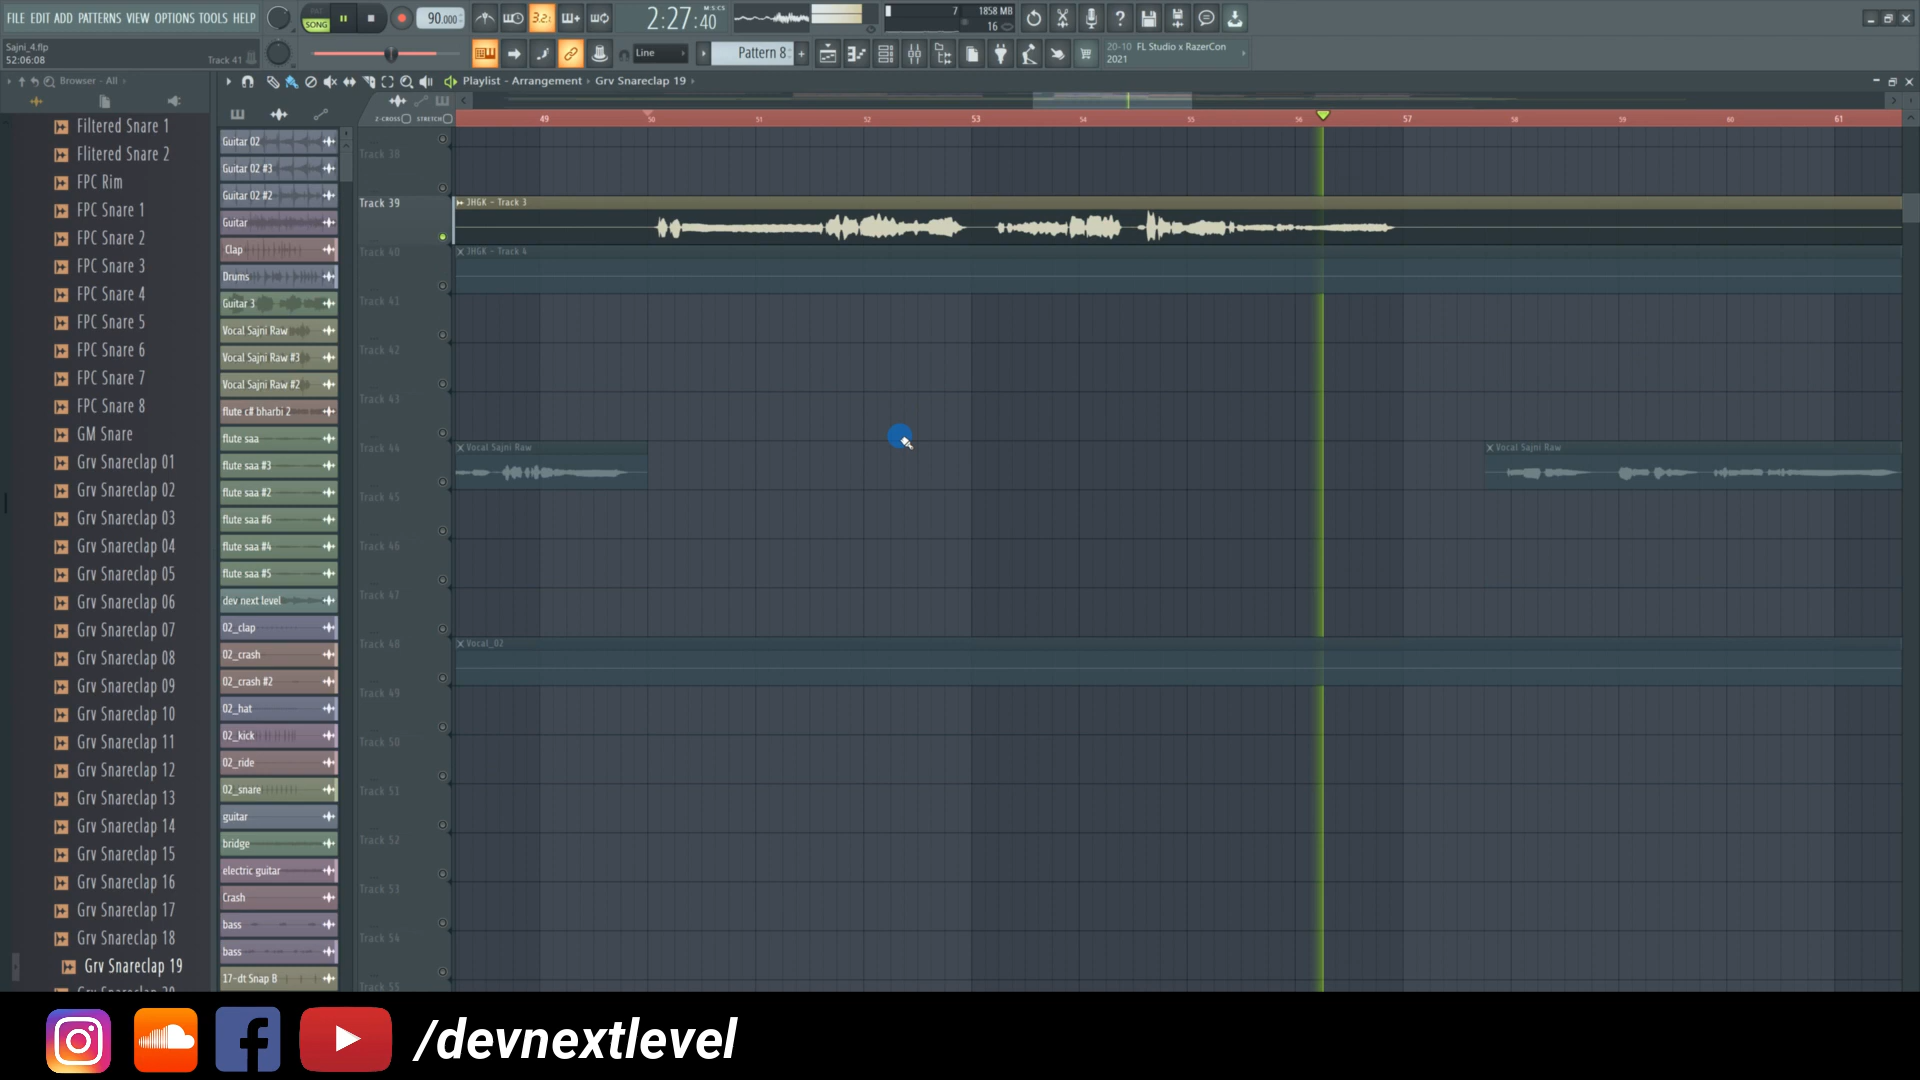 FILE EDIT ADD PATTERNS VIEW OPTIONS TOOLS HELP
SONG
90.000
3.2
2:27:40
M:S:CS
7
1858 MB
16
Sajni_4.flp
52:06:08
Track 41
Line
Pattern 8
20-10 FL Studio x RazerCon
2021
Browser - All
Playlist - Arrangement › Grv Snareclap 19
Z-CROSS
STRETCH
49
50
51
52
53
54
55
56
57
58
59
60
61
Filtered Snare 1
Flitered Snare 2
FPC Rim
FPC Snare 1
FPC Snare 2
FPC Snare 3
FPC Snare 4
FPC Snare 5
FPC Snare 6
FPC Snare 7
FPC Snare 8
GM Snare
Grv Snareclap 01
Grv Snareclap 02
Grv Snareclap 03
Grv Snareclap 04
Grv Snareclap 05
Grv Snareclap 06
Grv Snareclap 07
Grv Snareclap 08
Grv Snareclap 09
Grv Snareclap 10
Grv Snareclap 11
Grv Snareclap 12
Grv Snareclap 13
Grv Snareclap 14
Grv Snareclap 15
Grv Snareclap 16
Grv Snareclap 17
Grv Snareclap 18
Grv Snareclap 19
Guitar 02
Guitar 02 #3
Guitar 02 #2
Guitar
Clap
Drums
Guitar 3
Vocal Sajni Raw
Vocal Sajni Raw #3
Vocal Sajni Raw #2
flute c# bharbi 2
flute saa
flute saa #3
flute saa #2
flute saa #6
flute saa #4
flute saa #5
dev next level
02_clap
02_crash
02_crash #2
02_hat
02_kick
02_ride
02_snare
guitar
bridge
electric guitar
Crash
bass
bass
17-dt Snap B
Track 38
Track 39
JHGK - Track 3
Track 40
JHGK - Track 4
Track 41
Track 42
Track 43
Track 44
Vocal Sajni Raw
Vocal Sajni Raw
Track 45
Track 46
Track 47
Track 48
Vocal_02
Track 49
Track 50
Track 51
Track 52
Track 53
Track 54
Track 55
/devnextlevel